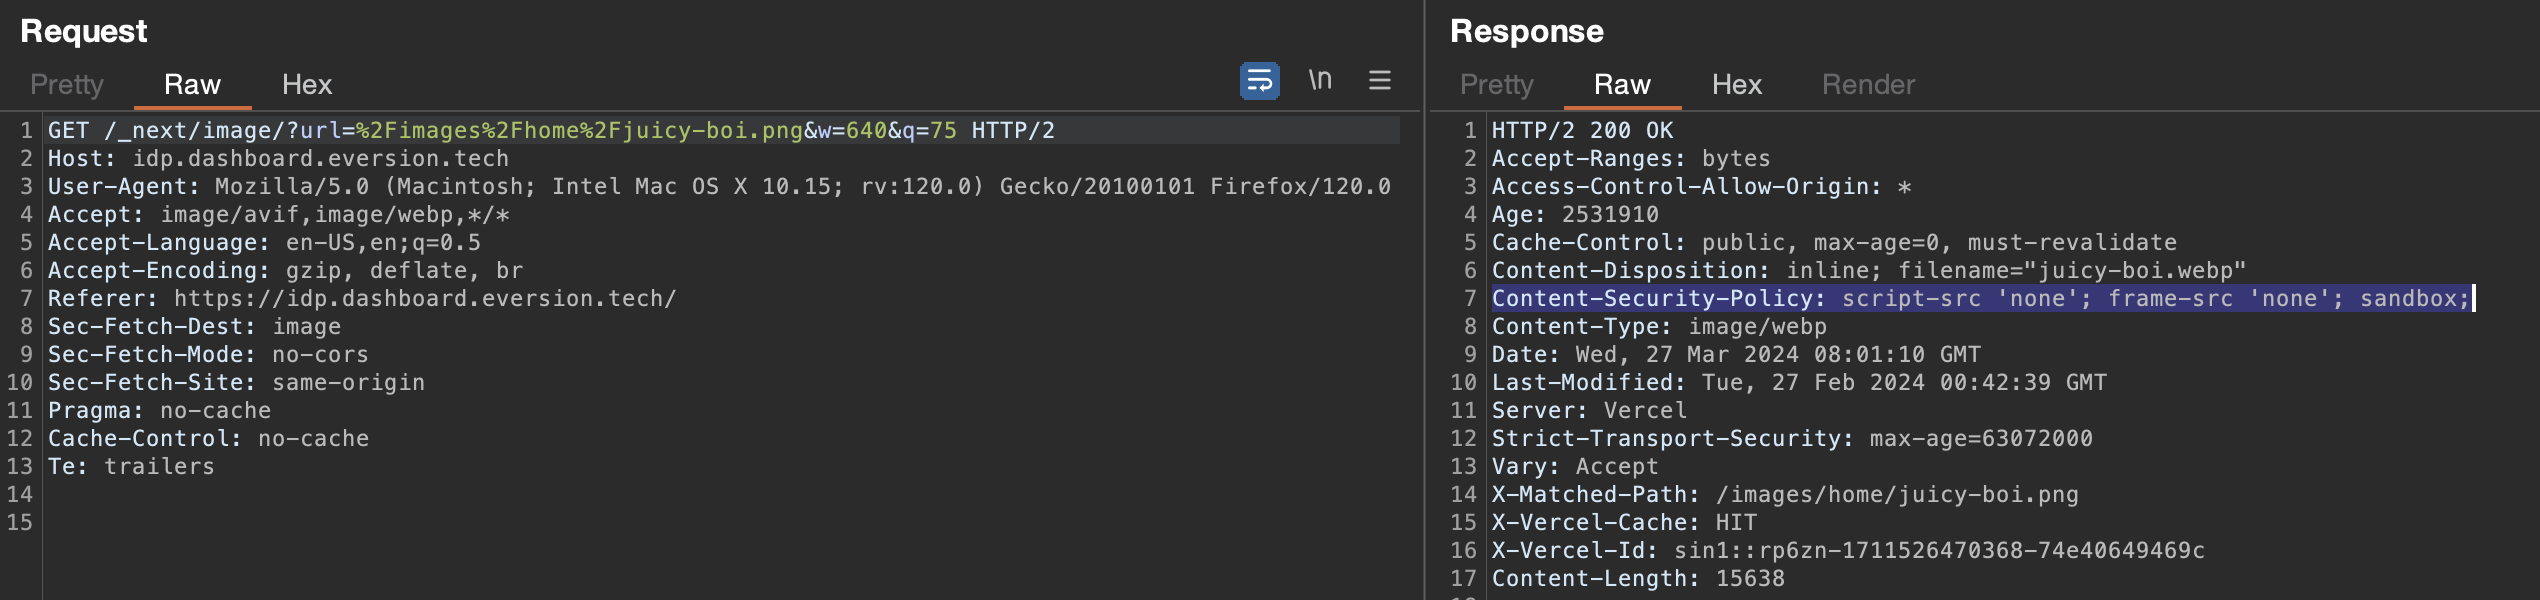 Request
Pretty Raw Hex
\n
1 GET /_next/image/?url=%2Fimages%2Fhome%2Fjuicy-boi.png&w=640&q=75 HTTP/2
2 Host: idp.dashboard.eversion.tech
3 User-Agent: Mozilla/5.0 (Macintosh; Intel Mac OS X 10.15; rv:120.0) Gecko/20100101 Firefox/120.0
4 Accept: image/avif,image/webp,*/*
5 Accept-Language: en-US,en;q=0.5
6 Accept-Encoding: gzip, deflate, br
7 Referer: https://idp.dashboard.eversion.tech/
8 Sec-Fetch-Dest: image
9 Sec-Fetch-Mode: no-cors
10 Sec-Fetch-Site: same-origin
11 Pragma: no-cache
12 Cache-Control: no-cache
13 Te: trailers
14
15
Response
Pretty Raw Hex Render
1 HTTP/2 200 OK
2 Accept-Ranges: bytes
3 Access-Control-Allow-Origin: *
4 Age: 2531910
5 Cache-Control: public, max-age=0, must-revalidate
6 Content-Disposition: inline; filename="juicy-boi.webp"
7 Content-Security-Policy: script-src 'none'; frame-src 'none'; sandbox;
8 Content-Type: image/webp
9 Date: Wed, 27 Mar 2024 08:01:10 GMT
10 Last-Modified: Tue, 27 Feb 2024 00:42:39 GMT
11 Server: Vercel
12 Strict-Transport-Security: max-age=63072000
13 Vary: Accept
14 X-Matched-Path: /images/home/juicy-boi.png
15 X-Vercel-Cache: HIT
16 X-Vercel-Id: sin1::rp6zn-1711526470368-74e40649469c
17 Content-Length: 15638